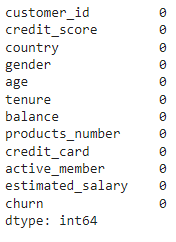 customer_id 0
credit_score 0
country 0
gender 0
age 0
tenure 0
balance 0
products_number 0
credit_card 0
active_member 0
estimated_salary 0
churn 0
dtype: int64